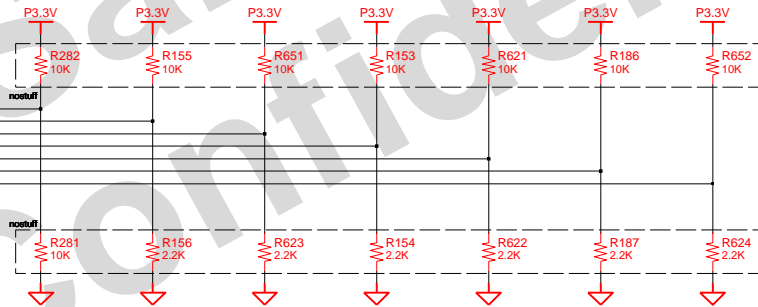 P3.3V P3.3V P3.3V P3.3V P3.3V P3.3V P3.3V
R282 R155 R651 R153 R621 R186 R652
10K 10K 10K 10K 10K 10K 10K
nostuff
nostuff
R281 R156 R623 R154 R622 R187 R624
10K 2.2K 2.2K 2.2K 2.2K 2.2K 2.2K